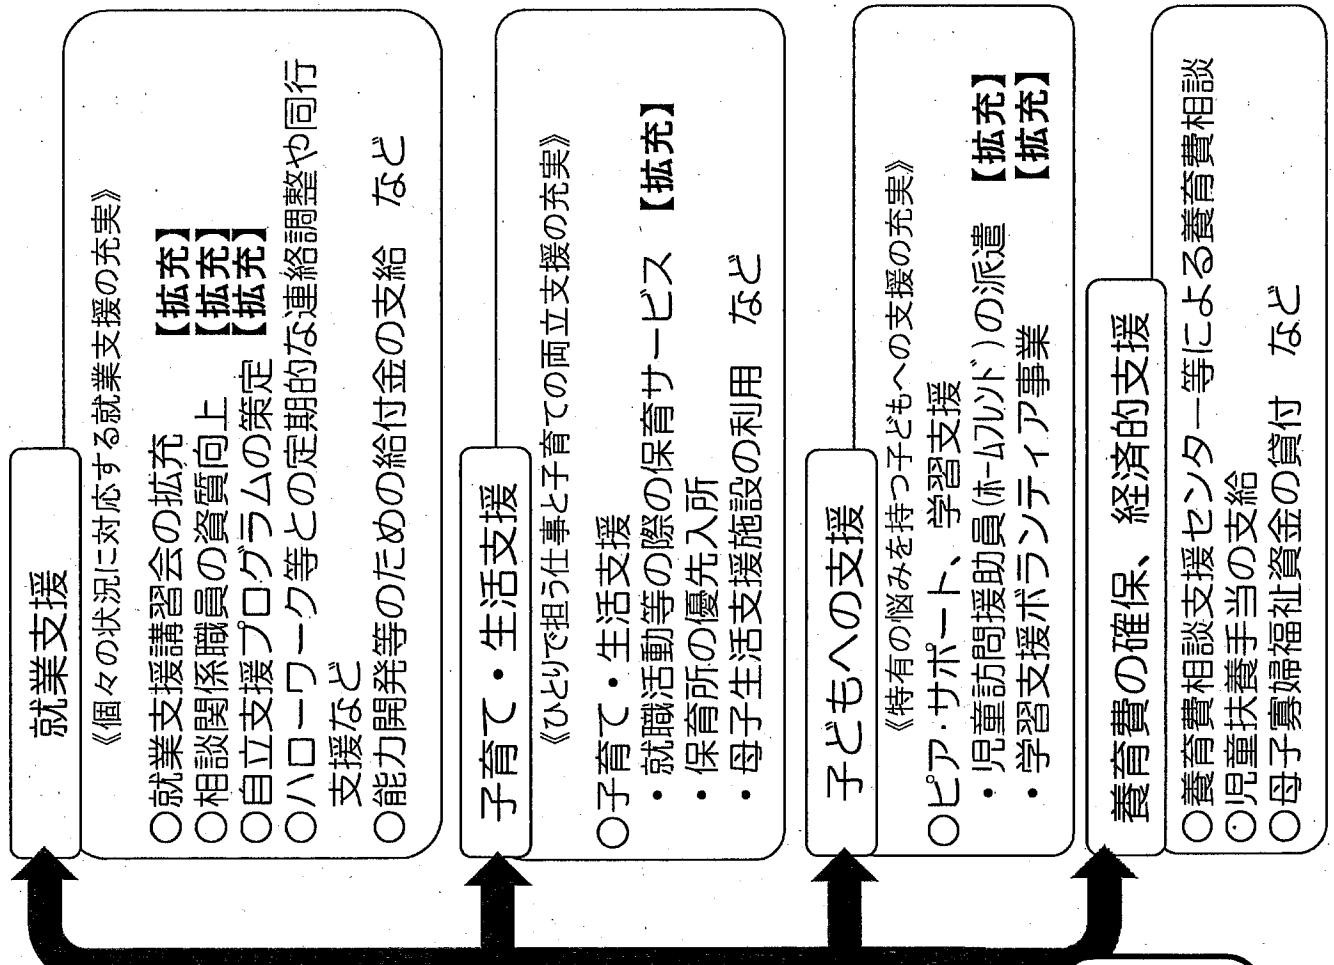 就業支援
《個々の状況に対応する就業支援の充実》
○就業支援講習会の拡充 【拡充】
○相談関係職員の資質向上 【拡充】
○自立支援プログラムの策定 【拡充】
○ハローワーク等との定期的な連絡調整や同行
支援など
○能力開発等のための給付金の支給 など
子育て・生活支援
《ひとりで担う仕事と子育ての両立支援の充実》
○子育て・生活支援
・就職活動等の際の保育サービス 【拡充】
・保育所の優先入所
・母子生活支援施設の利用 など
子どもへの支援
《特有の悩みを持つ子どもへの支援の充実》
○ピア・サポート、学習支援
・児童訪問援助員(ホームフレンド)の派遣 【拡充】
・学習支援ボランティア事業 【拡充】
養育費の確保、経済的支援
○養育費相談支援センター等による養育費相談
○児童扶養手当の支給
○母子寡婦福祉資金の貸付 など